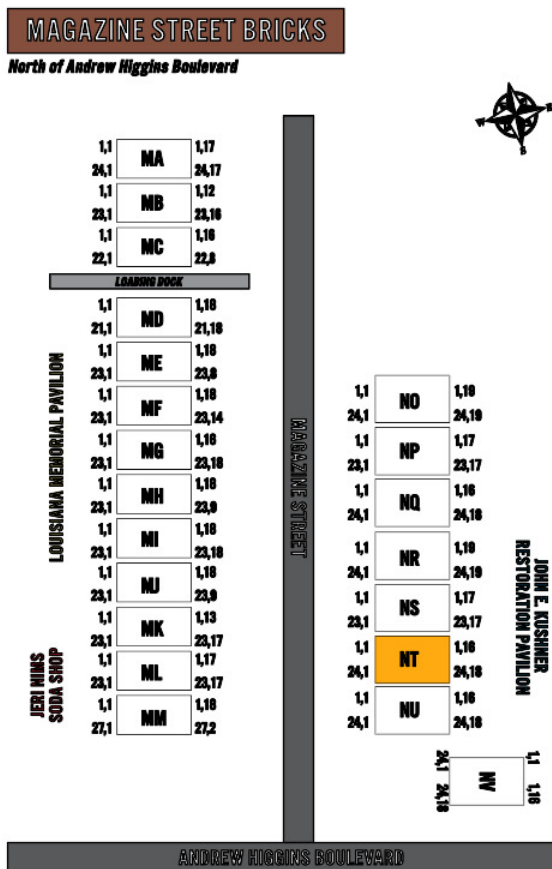 MAGAZINE STREET BRICKS
North of Andrew Higgins Boulevard
W
S
1,1 MA 1,17
24,1 24,17
1,1 MB 1,12
23,1 23,16
1,1 MC 1,16
22,1 22,8
LOADING DOCK
1,1 MD 1,18
21,1 21,18
1,1 ME 1,18
23,1 23,8
1,1 MF 1,18
23,1 23,14
1,1 MG 1,16
23,1 23,18
1,1 MH 1,18
23,1 23,9
1,1 MI 1,18
23,1 23,18
1,1 MJ 1,18
23,1 23,9
1,1 MK 1,13
23,1 23,17
1,1 ML 1,17
23,1 23,17
1,1 MM 1,18
27,1 27,2
LOUISIANA MEMORIAL PAVILION
JERI NIMS
SODA SHOP
MAGAZINE STREET
1,1 NO 1,19
24,1 24,19
1,1 NP 1,17
23,1 23,17
1,1 NQ 1,16
24,1 24,18
1,1 NR 1,19
24,1 24,19
1,1 NS 1,17
23,1 23,17
1,1 NT 1,16
24,1 24,18
1,1 NU 1,16
24,1 24,18
1,1 NV 1,16
24,1 24,18
JOHN E. KUSHNER
RESTORATION PAVILION
ANDREW HIGGINS BOULEVARD